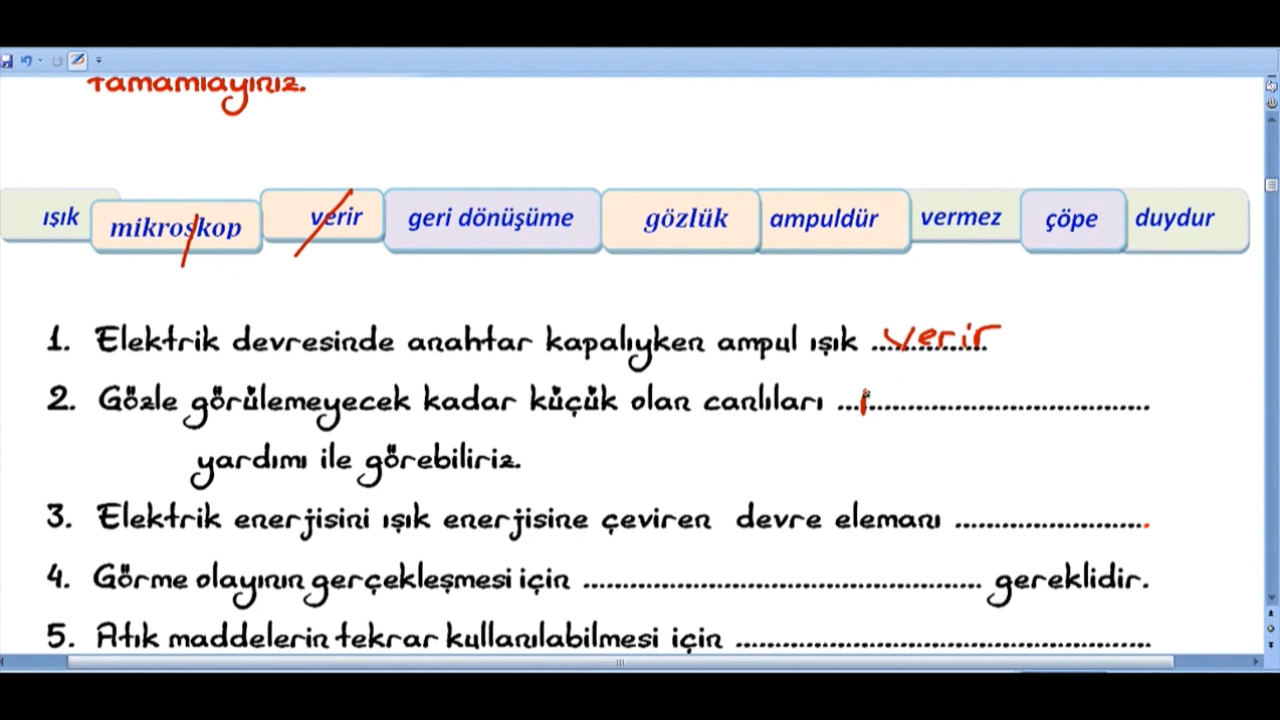 tamamlayınız.
ışık mikroskop verir geri dönüşüme gözlük ampuldür vermez çöpe duydur
1. Elektrik devresinde anahtar kapalıyken ampul ışık ...verir...
2. Gözle görülemeyecek kadar küçük olan canlıları ..............................
yardımı ile görebiliriz.
3. Elektrik enerjisini ışık enerjisine çeviren devre elemanı ........................
4. Görme olayının gerçekleşmesi için .................................................. gereklidir.
5. Atık maddelerin tekrar kullanılabilmesi için ....................................................